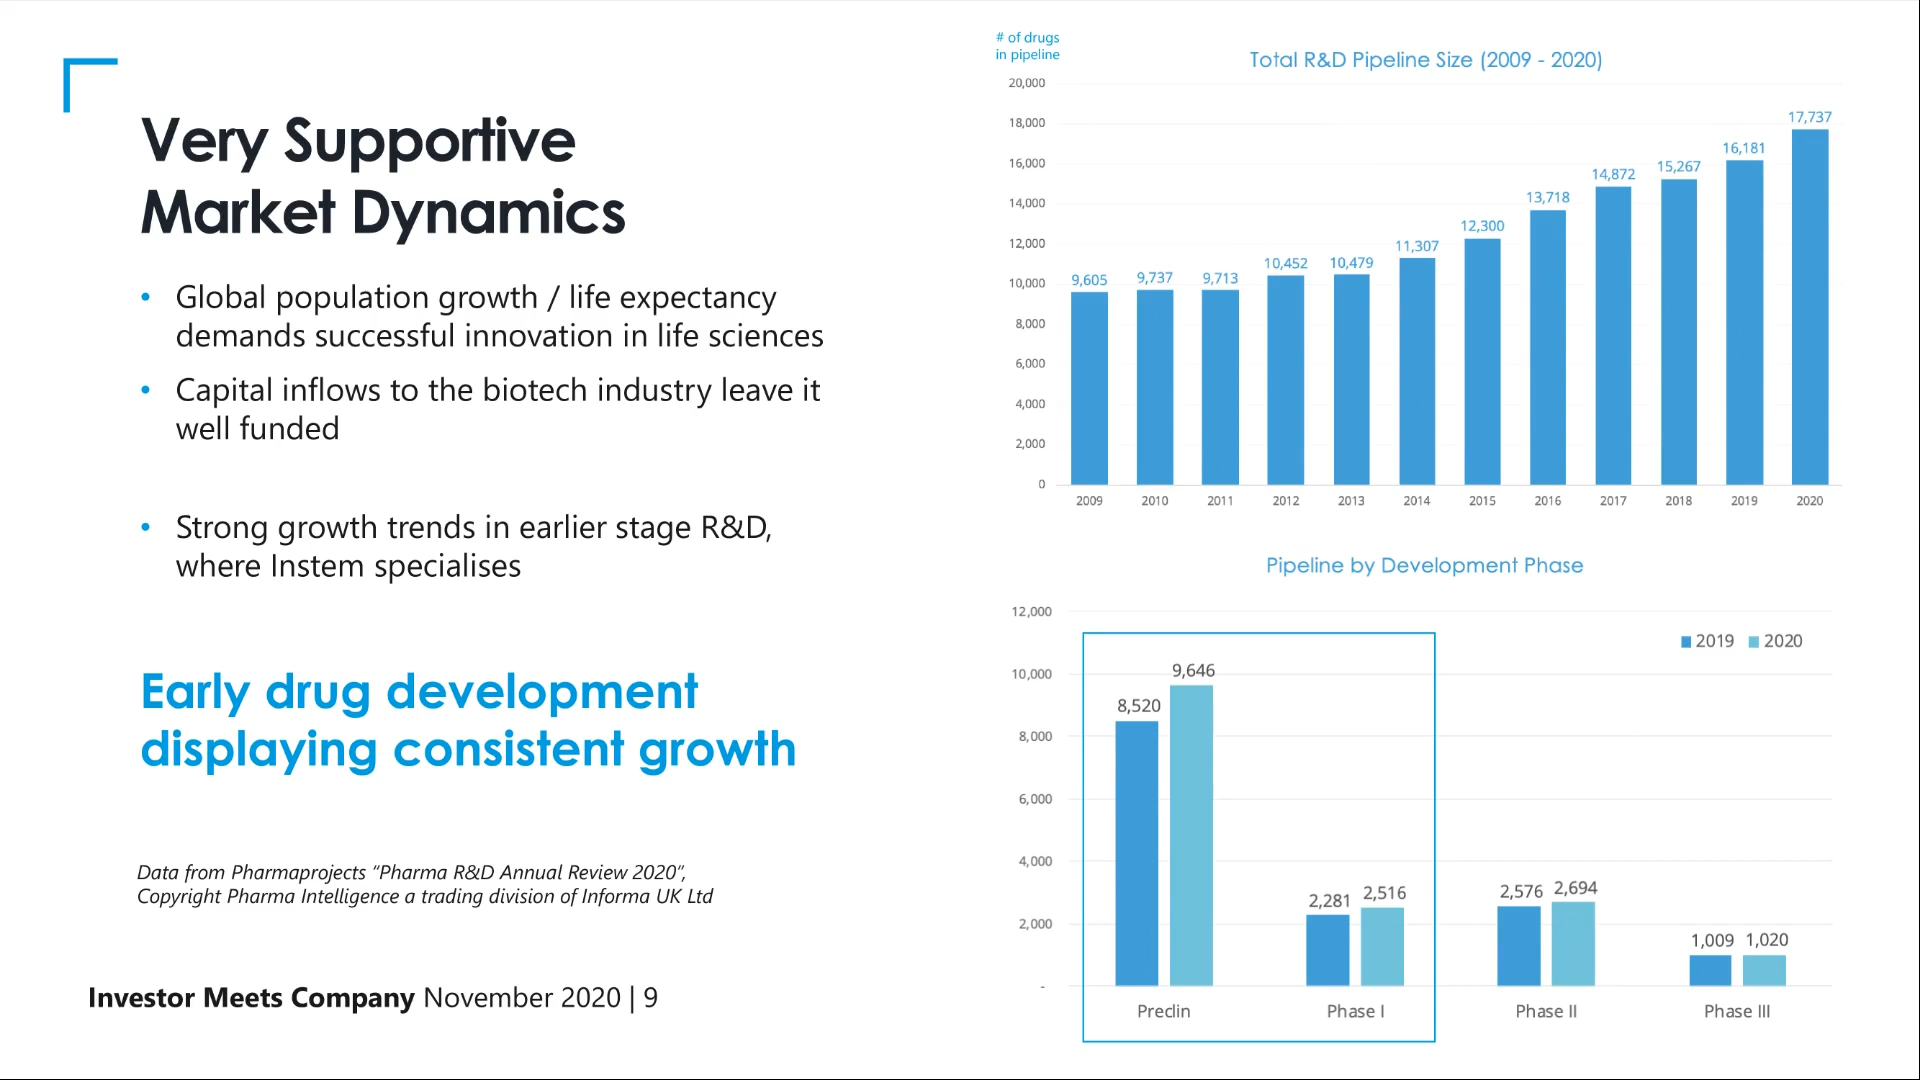 Very Supportive
Market Dynamics
• Global population growth / life expectancy
demands successful innovation in life sciences
• Capital inflows to the biotech industry leave it
well funded
• Strong growth trends in earlier stage R&D,
where Instem specialises
Early drug development
displaying consistent growth
Data from Pharmaprojects “Pharma R&D Annual Review 2020”,
Copyright Pharma Intelligence a trading division of Informa UK Ltd
Investor Meets Company November 2020 | 9
# of drugs
in pipeline
Total R&D Pipeline Size (2009 - 2020)
20,000
18,000
16,000
14,000
12,000
10,000
8,000
6,000
4,000
2,000
0
9,605 9,737 9,713 10,452 10,479 11,307 12,300 13,718 14,872 15,267 16,181 17,737
2009 2010 2011 2012 2013 2014 2015 2016 2017 2018 2019 2020
Pipeline by Development Phase
2019 2020
12,000
10,000
8,000
6,000
4,000
2,000
-
8,520 9,646 2,281 2,516 2,576 2,694 1,009 1,020
Preclin Phase I Phase II Phase III